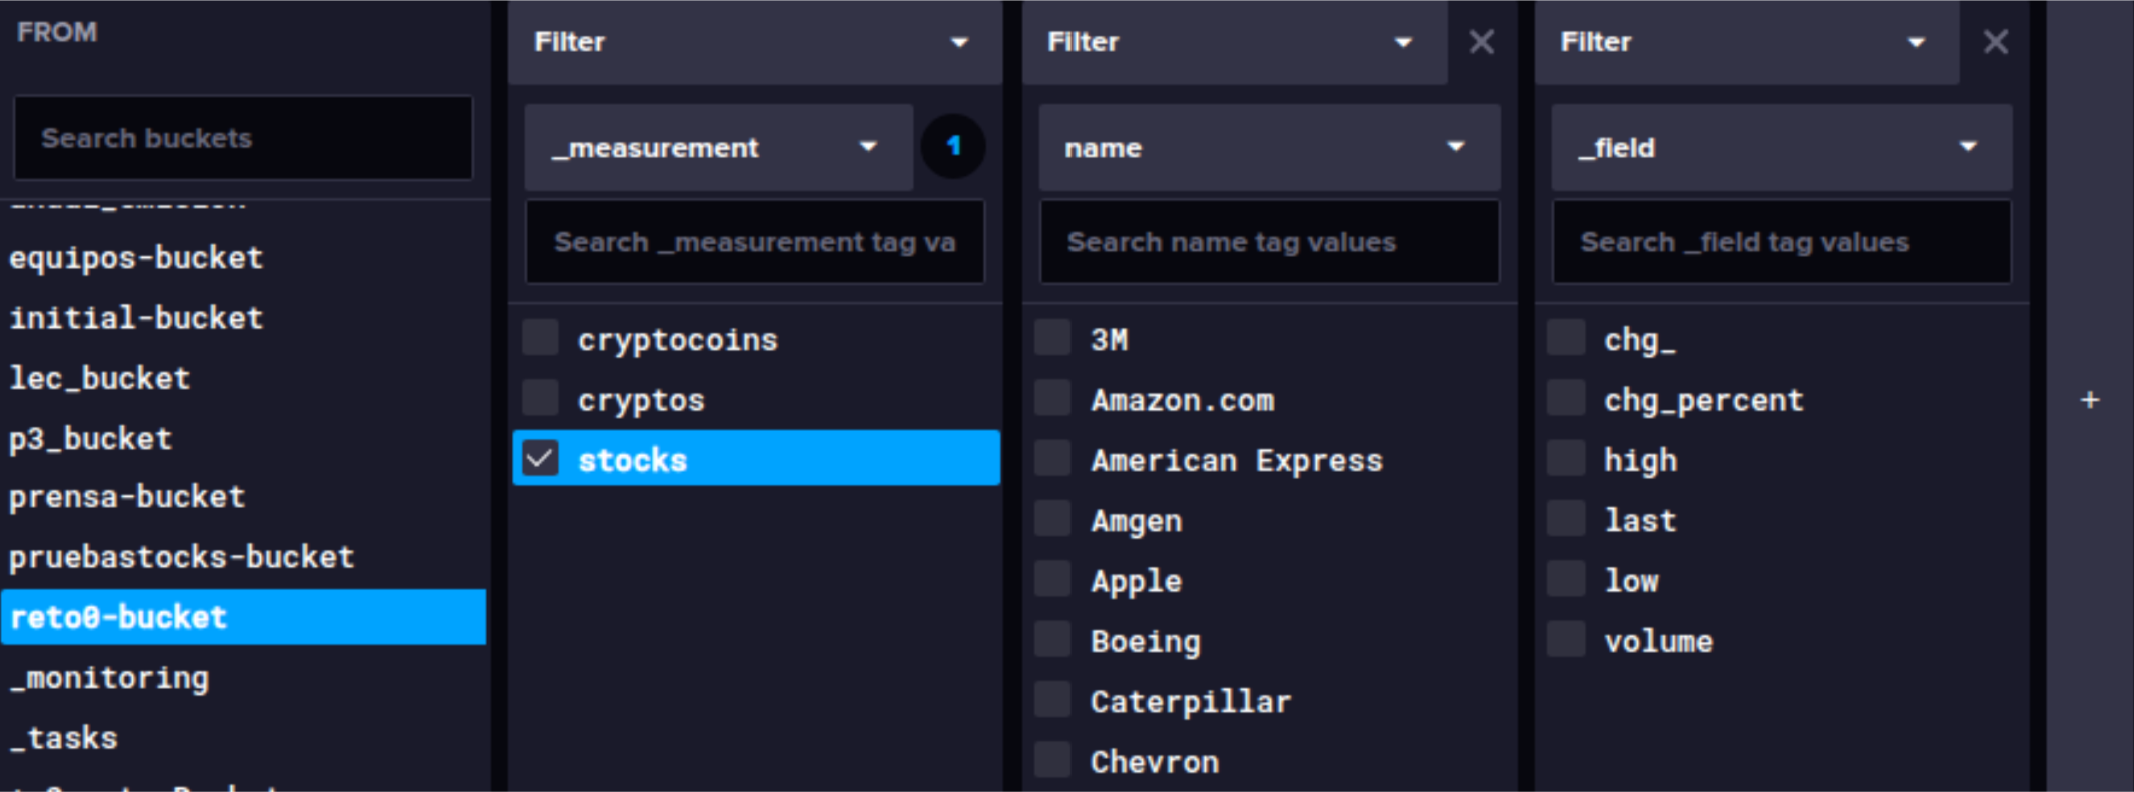 FROM
Search buckets
equipos-bucket
initial-bucket
lec_bucket
p3_bucket
prensa-bucket
pruebastocks-bucket
reto0-bucket
_monitoring
_tasks
Filter
_measurement
1
Search _measurement tag va
cryptocoins
cryptos
stocks
Filter
name
Search name tag values
3M
Amazon.com
American Express
Amgen
Apple
Boeing
Caterpillar
Chevron
Filter
_field
Search _field tag values
chg_
chg_percent
high
last
low
volume
+